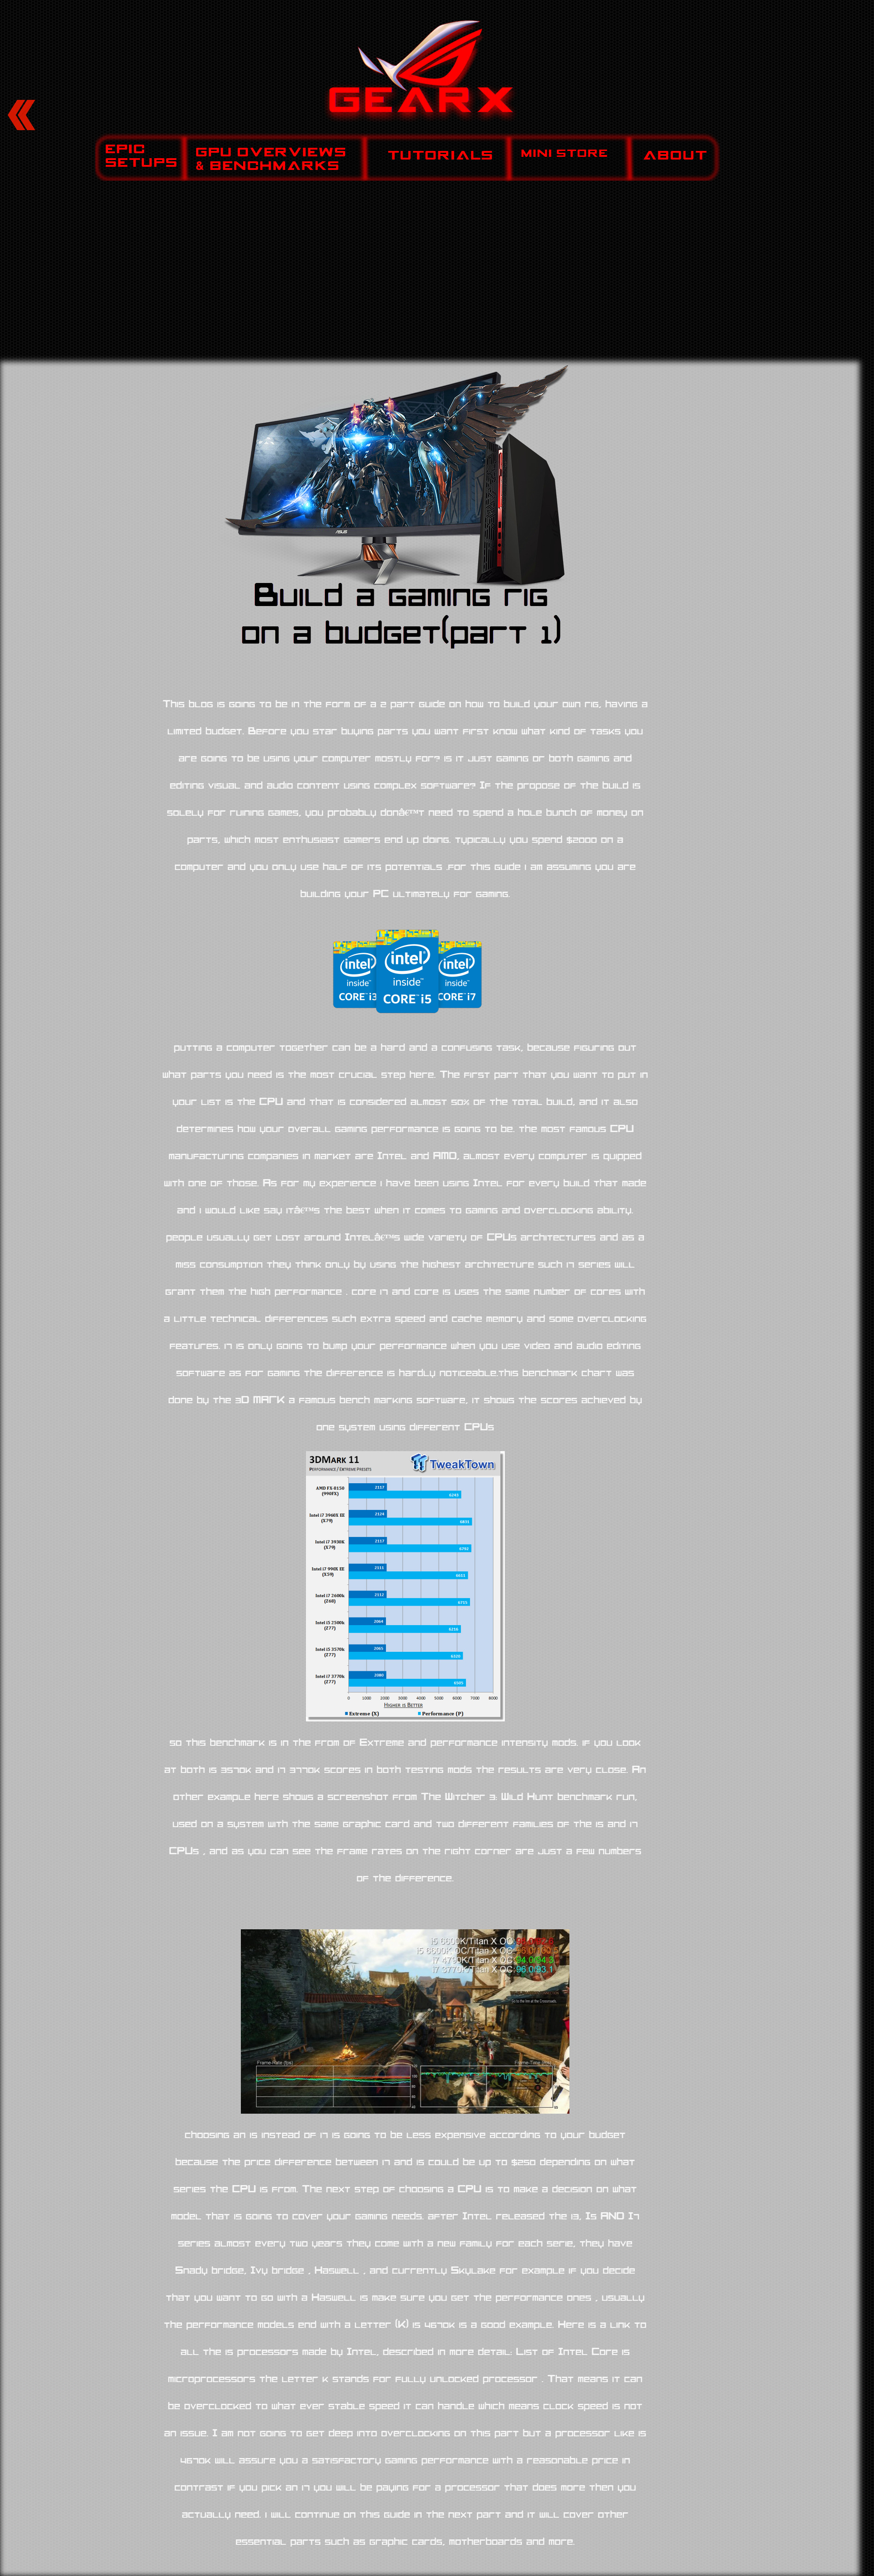 GEARX
EPIC SETUPS
GPU OVERVIEWS & BENCHMARKS
TUTORIALS
MINI STORE
ABOUT
ASUS
Build a gaming rig
on a budget(part 1)
This blog is going to be in the form of a 2 part guide on how to build your own rig, having a
limited budget. Before you star buying parts you want first know what kind of tasks you
are going to be using your computer mostly for? is it just gaming or both gaming and
editing visual and audio content using complex software? If the propose of the build is
solely for ruining games, you probably donâ€™t need to spend a hole bunch of money on
parts, which most enthusiast gamers end up doing. typically you spend $2000 on a
computer and you only use half of its potentials .for this guide i am assuming you are
building your PC ultimately for gaming.
intel inside™ CORE™ i3
intel inside™ CORE™ i5
intel inside™ CORE™ i7
putting a computer together can be a hard and a confusing task, because figuring out
what parts you need is the most crucial step here. The first part that you want to put in
your list is the CPU and that is considered almost 50% of the total build, and it also
determines how your overall gaming performance is going to be. the most famous CPU
manufacturing companies in market are Intel and AMD, almost every computer is quipped
with one of those. As for my experience i have been using Intel for every build that made
and i would like say itâ€™s the best when it comes to gaming and overclocking ability.
people usually get lost around Intelâ€™s wide variety of CPUs architectures and as a
miss consumption they think only by using the highest architecture such i7 series will
grant them the high performance . core i7 and core i5 uses the same number of cores with
a little technical differences such extra speed and cache memory and some overclocking
features. i7 is only going to bump your performance when you use video and audio editing
software as for gaming the difference is hardly noticeable.this benchmark chart was
done by the 3D MARK a famous bench marking software, it shows the scores achieved by
one system using different CPUs
3DMARK 11
PERFORMANCE / EXTREME PRESETS
TweakTown
AMD FX-8150 (990FX) 2117
Intel i7 3960X EE (X79) 2124
Intel i7 3930K (X79) 2117
Intel i7 990X EE (X58) 2111
Intel i7 2600k (Z68) 2112
Intel i5 2500k (Z77) 2064
Intel i5 3570k (Z77) 2065
Intel i7 3770k (Z77) 2080
0 1000 2000 3000 4000 5000 6000 7000 8000
HIGHER IS BETTER
Extreme (X) Performance (P)
so this benchmark is in the from of Extreme and performance intensity mods. if you look
at both i5 3570k and i7 3770k scores in both testing mods the results are very close. An
other example here shows a screenshot from The Witcher 3: Wild Hunt benchmark run,
used on a system with the same graphic card and two different families of the i5 and i7
CPUs , and as you can see the frame rates on the right corner are just a few numbers
of the difference.
i5 6600K/Titan X OC
i5 6600K OC/Titan X OC
i7 4790K/Titan X OC
i7 3770K/Titan X OC
Go to the inn at the Crossroads
Frame-Rate (fps) Frame-Time
choosing an i5 instead of i7 is going to be less expensive according to your budget
because the price difference between i7 and i5 could be up to $250 depending on what
series the CPU is from. The next step of choosing a CPU is to make a decision on what
model that is going to cover your gaming needs. after Intel released the i3, I5 AND I7
series almost every two years they come with a new family for each serie, they have
Snady bridge, Ivy bridge , Haswell , and currently Skylake for example if you decide
that you want to go with a Haswell i5 make sure you get the performance ones , usually
the performance models end with a letter (K) i5 4670k is a good example. Here is a link to
all the i5 processors made by Intel, described in more detail: List of Intel Core i5
microprocessors the letter k stands for fully unlocked processor . That means it can
be overclocked to what ever stable speed it can handle which means clock speed is not
an issue. I am not going to get deep into overclocking on this part but a processor like i5
4670k will assure you a satisfactory gaming performance with a reasonable price in
contrast if you pick an i7 you will be paying for a processor that does more then you
actually need. i will continue on this guide in the next part and it will cover other
essential parts such as graphic cards, motherboards and more.